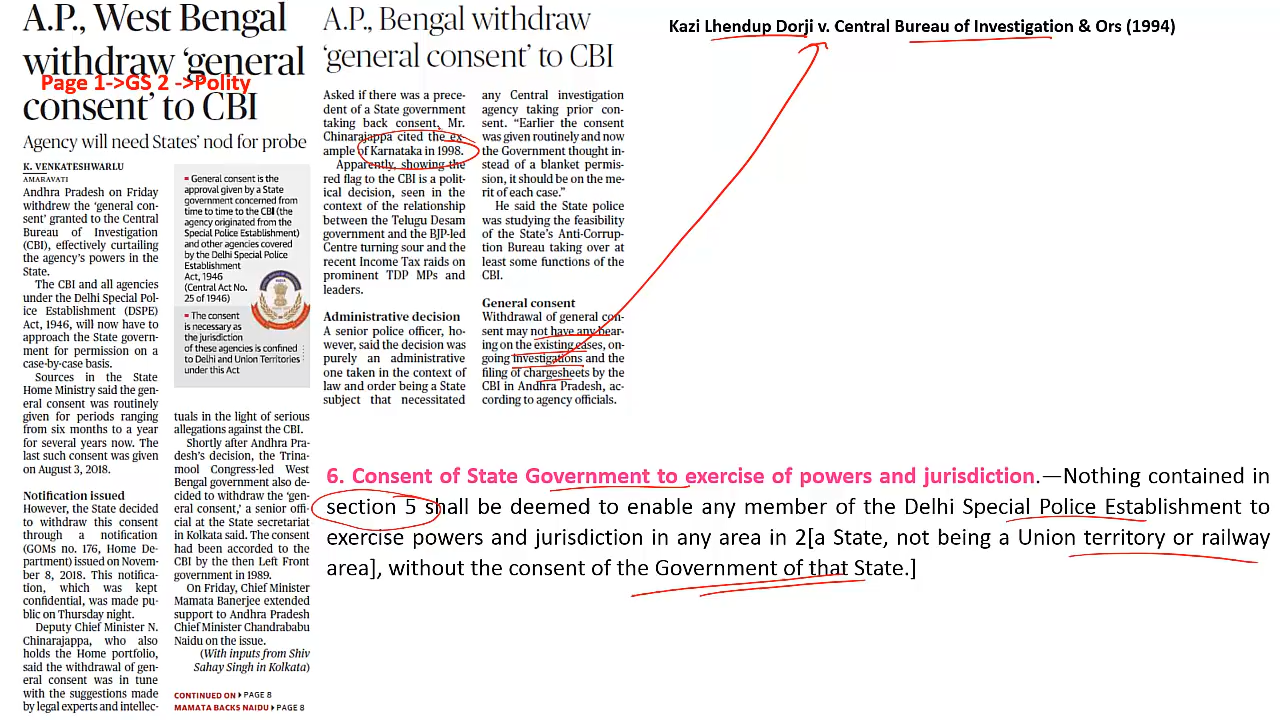 A.P., West Bengal
withdraw ‘general
consent’ to CBI
Page 1->GS 2 ->Polity
Agency will need States’ nod for probe
K. VENKATESHWARLU
AMARAVATI
Andhra Pradesh on Friday
withdrew the ‘general con-
sent’ granted to the Central
Bureau of Investigation
(CBI), effectively curtailing
the agency’s powers in the
State.
The CBI and all agencies
under the Delhi Special Pol-
ice Establishment (DSPE)
Act, 1946, will now have to
approach the State govern-
ment for permission on a
case-by-case basis.
Sources in the State
Home Ministry said the gen-
eral consent was routinely
given for periods ranging
from six months to a year
for several years now. The
last such consent was given
on August 3, 2018.
Notification issued
However, the State decided
to withdraw this consent
through a notification
(GOMs no. 176, Home De-
partment) issued on Novem-
ber 8, 2018. This notifica-
tion, which was kept
confidential, was made pu-
blic on Thursday night.
Deputy Chief Minister N.
Chinarajappa, who also
holds the Home portfolio,
said the withdrawal of gen-
eral consent was in tune
with the suggestions made
by legal experts and intellec-
▪ General consent is the
approval given by a State
government concerned from
time to time to the CBI (the
agency originated from the
Special Police Establishment)
and other agencies covered
by the Delhi Special Police
Establishment
Act, 1946
(Central Act No.
25 of 1946)
▪ The consent
is necessary as
the jurisdiction
of these agencies is confined
to Delhi and Union Territories
under this Act
tuals in the light of serious
allegations against the CBI.
Shortly after Andhra Pra-
desh’s decision, the Trina-
mool Congress-led West
Bengal government also de-
cided to withdraw the ‘gen-
eral consent,’ a senior offi-
cial at the State secretariat
in Kolkata said. The consent
had been accorded to the
CBI by the then Left Front
government in 1989.
On Friday, Chief Minister
Mamata Banerjee extended
support to Andhra Pradesh
Chief Minister Chandrababu
Naidu on the issue.
(With inputs from Shiv
Sahay Singh in Kolkata)
CONTINUED ON ▸ PAGE 8
MAMATA BACKS NAIDU ▸ PAGE 8
A.P., Bengal withdraw
‘general consent’ to CBI
Asked if there was a prece-
dent of a State government
taking back consent, Mr.
Chinarajappa cited the ex-
ample of Karnataka in 1998.
Apparently, showing the
red flag to the CBI is a polit-
ical decision, seen in the
context of the relationship
between the Telugu Desam
government and the BJP-led
Centre turning sour and the
recent Income Tax raids on
prominent TDP MPs and
leaders.
Administrative decision
A senior police officer, ho-
wever, said the decision was
purely an administrative
one taken in the context of
law and order being a State
subject that necessitated
any Central investigation
agency taking prior con-
sent. “Earlier the consent
was given routinely and now
the Government thought in-
stead of a blanket permis-
sion, it should be on the me-
rit of each case.”
He said the State police
was studying the feasibility
of the State’s Anti-Corrup-
tion Bureau taking over at
least some functions of the
CBI.
General consent
Withdrawal of general con-
sent may not have any bear-
ing on the existing cases, on-
going investigations and the
filing of chargesheets by the
CBI in Andhra Pradesh, ac-
cording to agency officials.
Kazi Lhendup Dorji v. Central Bureau of Investigation & Ors (1994)
6. Consent of State Government to exercise of powers and jurisdiction.—Nothing contained in
section 5 shall be deemed to enable any member of the Delhi Special Police Establishment to
exercise powers and jurisdiction in any area in 2[a State, not being a Union territory or railway
area], without the consent of the Government of that State.]